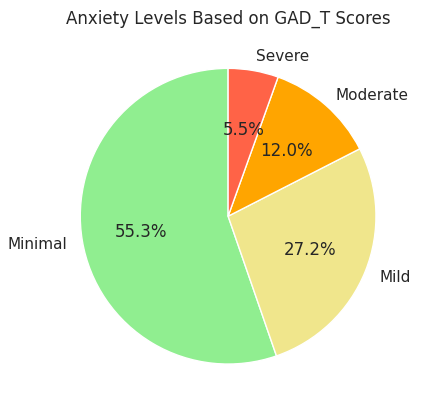 Anxiety Levels Based on GAD_T Scores
Severe
Moderate
5.5%
12.0%
55.3%
Minimal
27.2%
Mild